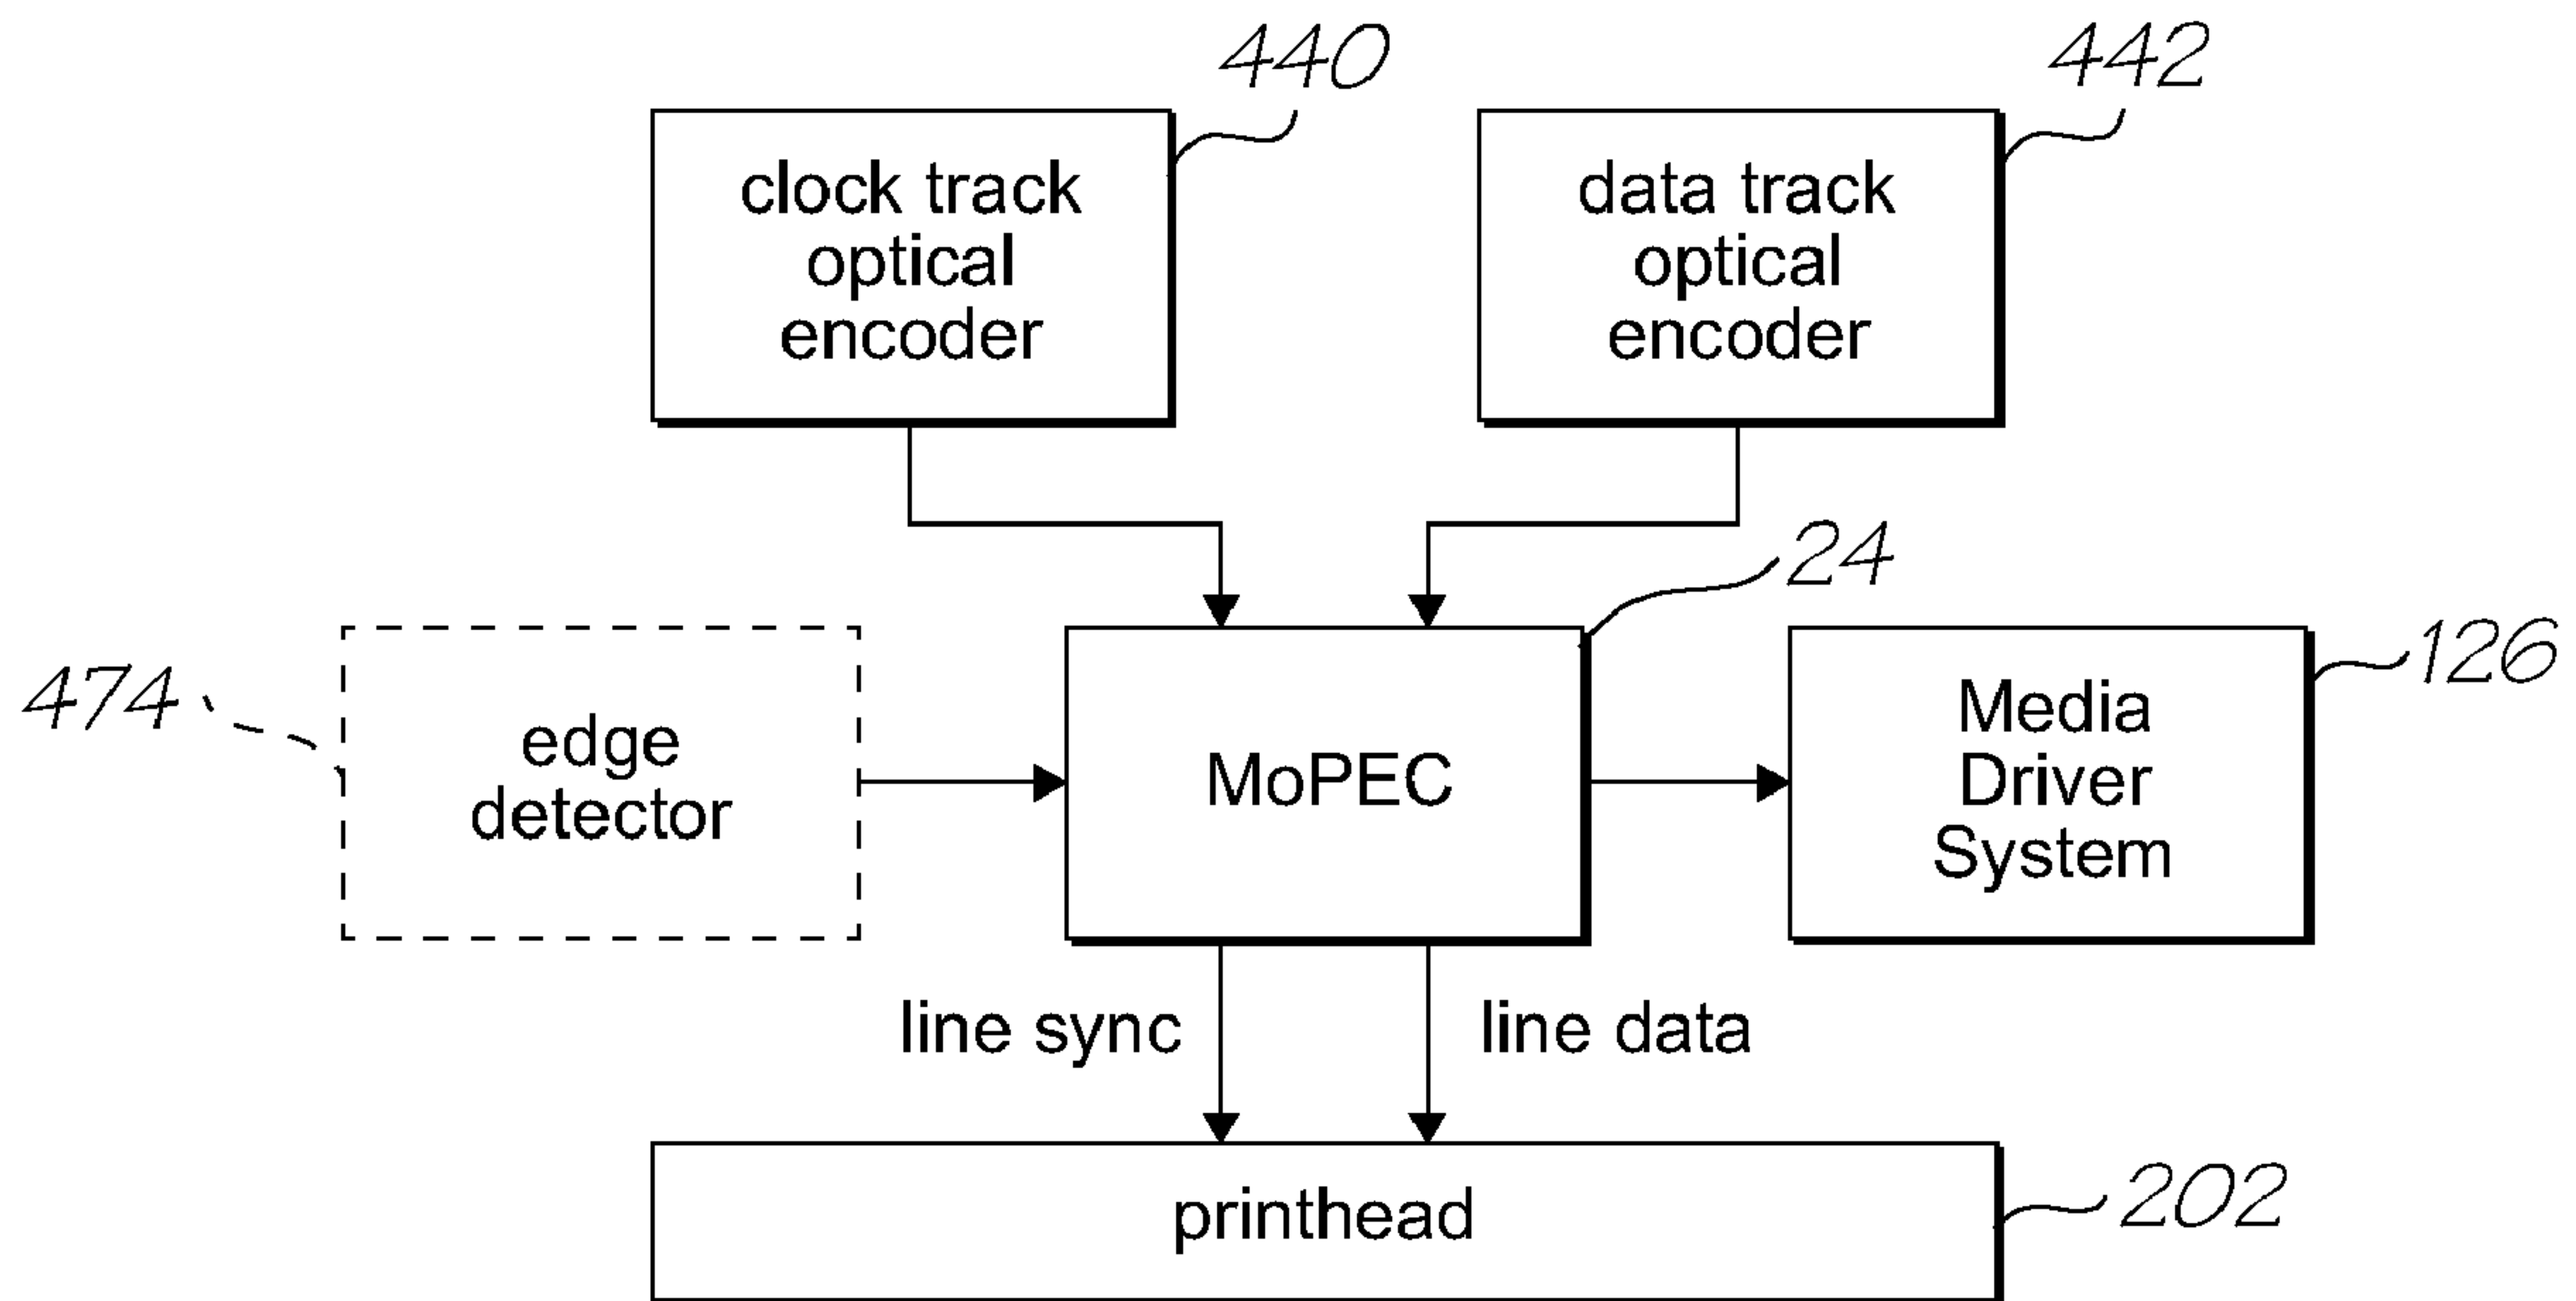 440
442
clock track
optical
encoder
data track
optical
encoder
24
126
474
edge
detector
MoPEC
Media
Driver
System
line sync
line data
printhead
202